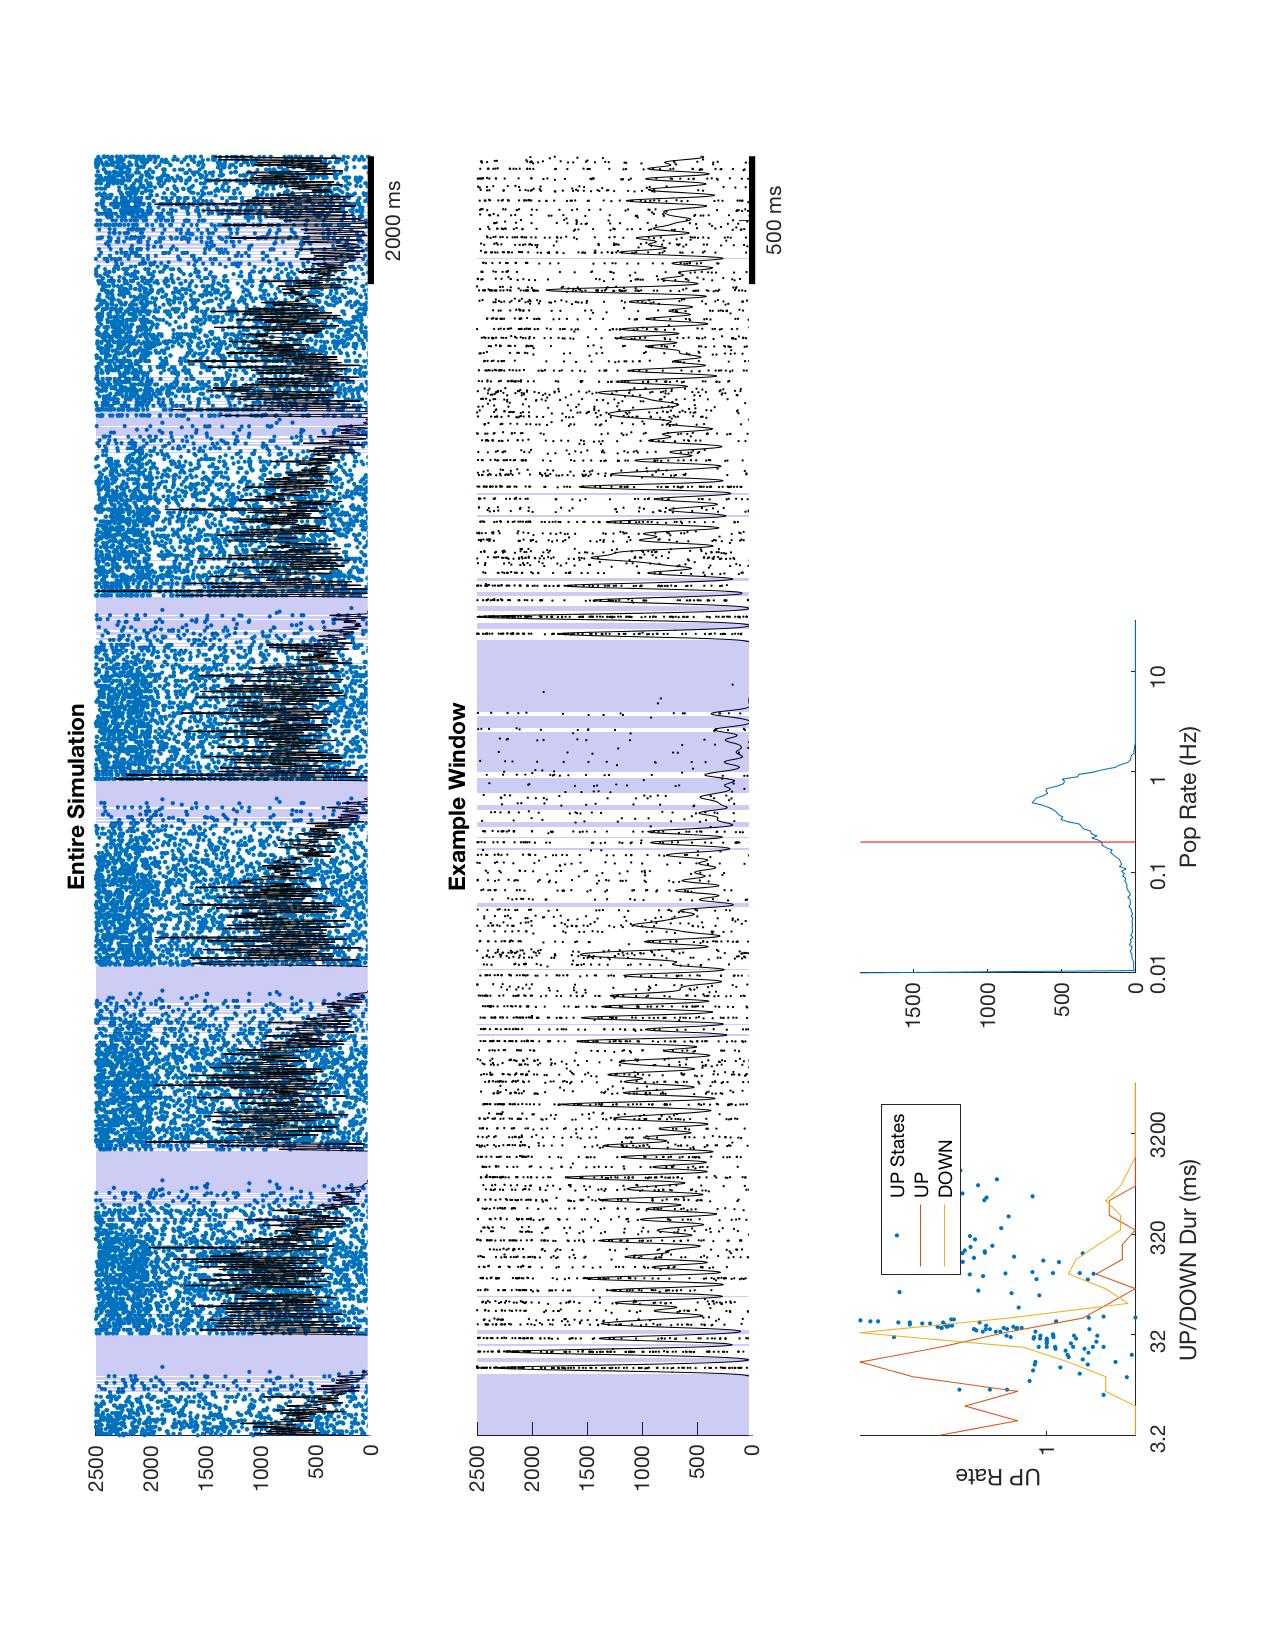 Entire Simulation
2500
2000
1500
1000
500
0
2000 ms
Example Window
2500
2000
1500
1000
500
0
500 ms
UP Rate
1
UP States
UP
DOWN
3.2 32 320 3200
UP/DOWN Dur (ms)
1500
1000
500
0
0.01 0.1 1 10
Pop Rate (Hz)